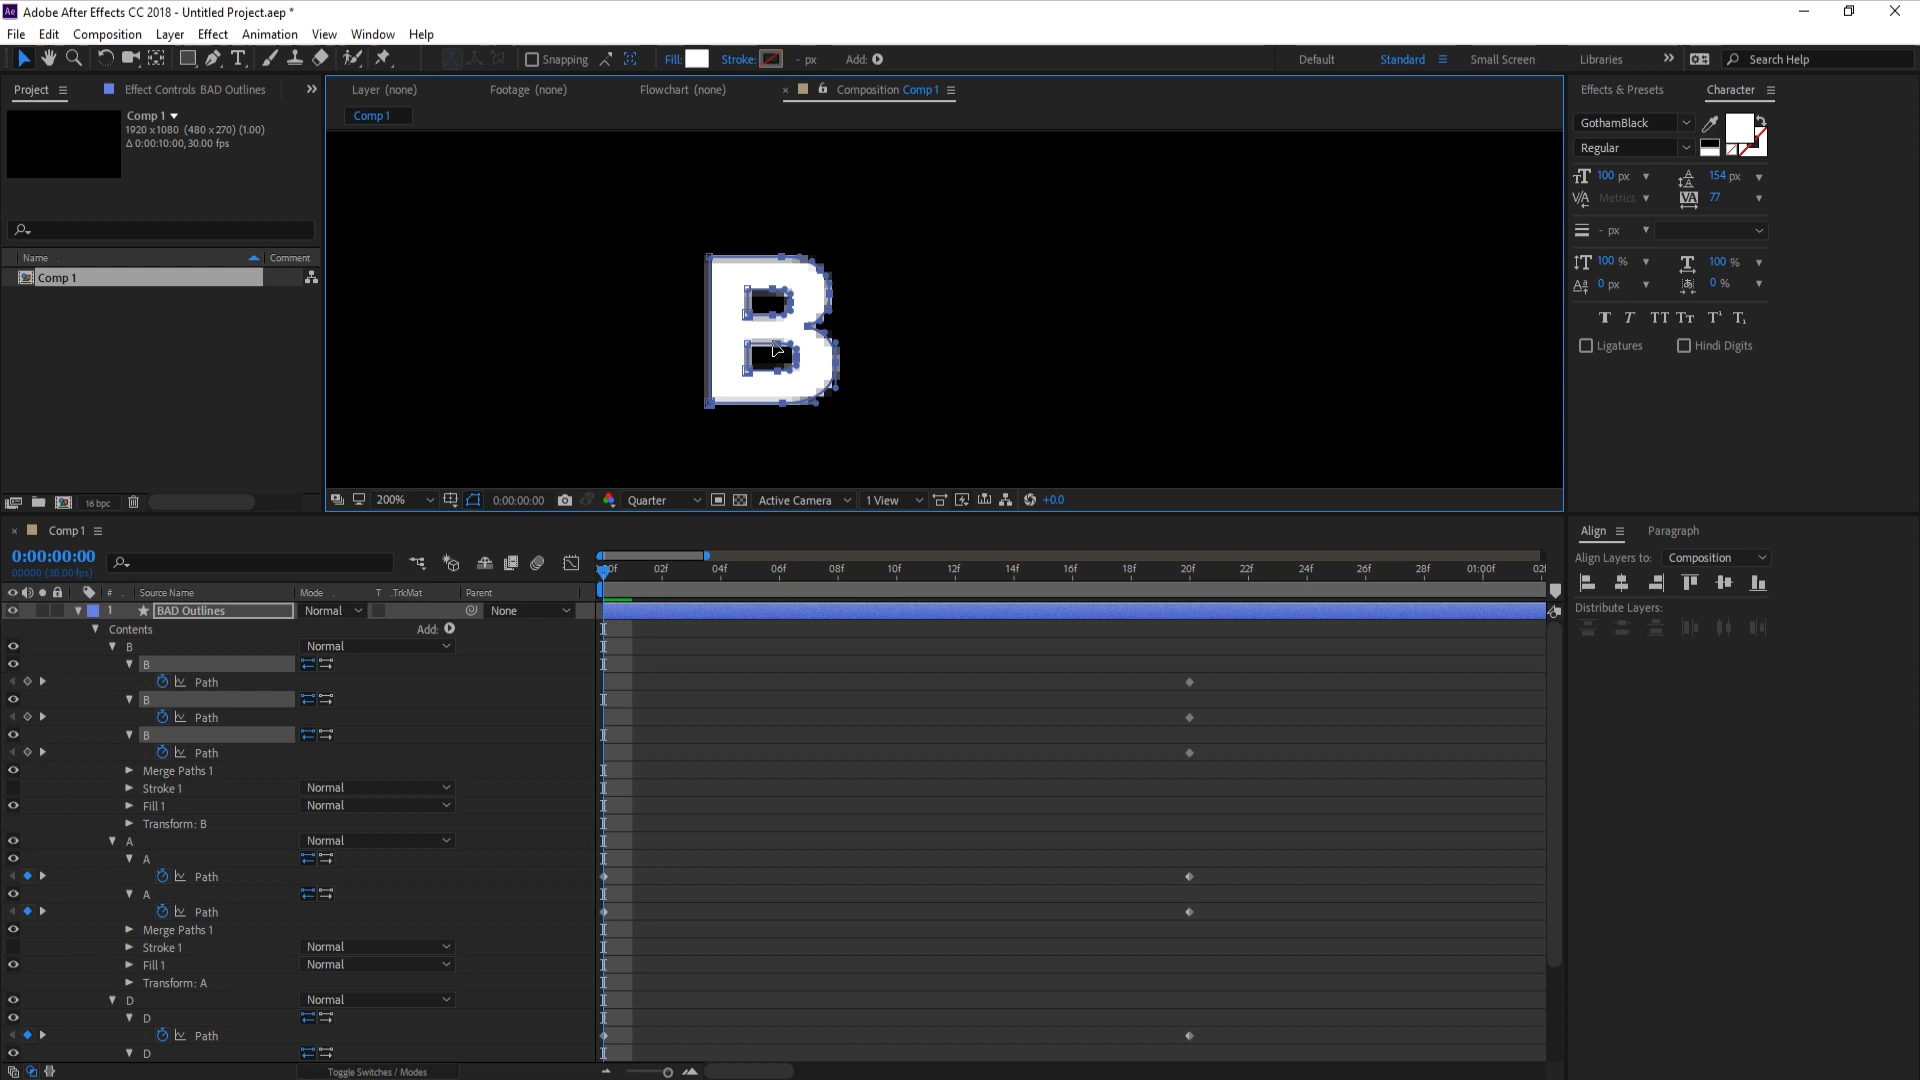 Ae Adobe After Effects CC 2018 - Untitled Project.aep *
File Edit Composition Layer Effect Animation View Window Help
Snapping Fill: Stroke: - px Add: Default Standard Small Screen Libraries Search Help
Project Effect Controls BAD Outlines
Layer (none) Footage (none) Flowchart (none) Composition Comp 1
Effects & Presets Character
Comp 1
1920 x 1080 (480 x 270) (1.00)
Δ 0:00:10:00, 30.00 fps
Comp 1
GothamBlack
Regular
100 px 154 px
Metrics 77
- px
100 % 100 %
0 px 0 %
T T TT Tt T¹ T₁
Ligatures Hindi Digits
Name Comment
Comp 1
B
16 bpc
200% 0:00:00:00 Quarter Active Camera 1 View +0.0
Comp 1
0:00:00:00
00000 (30.00 fps)
:00f 02f 04f 06f 08f 10f 12f 14f 16f 18f 20f 22f 24f 26f 28f 01:00f 02f
# Source Name Mode T .TrkMat Parent
1 BAD Outlines Normal None
Contents Add:
B Normal
B
Path
B
Path
B
Path
Merge Paths 1
Stroke 1 Normal
Fill 1 Normal
Transform: B
A Normal
A
Path
A
Path
Merge Paths 1
Stroke 1 Normal
Fill 1 Normal
Transform: A
D Normal
D
Path
D
Toggle Switches / Modes
Align Paragraph
Align Layers to: Composition
Distribute Layers: